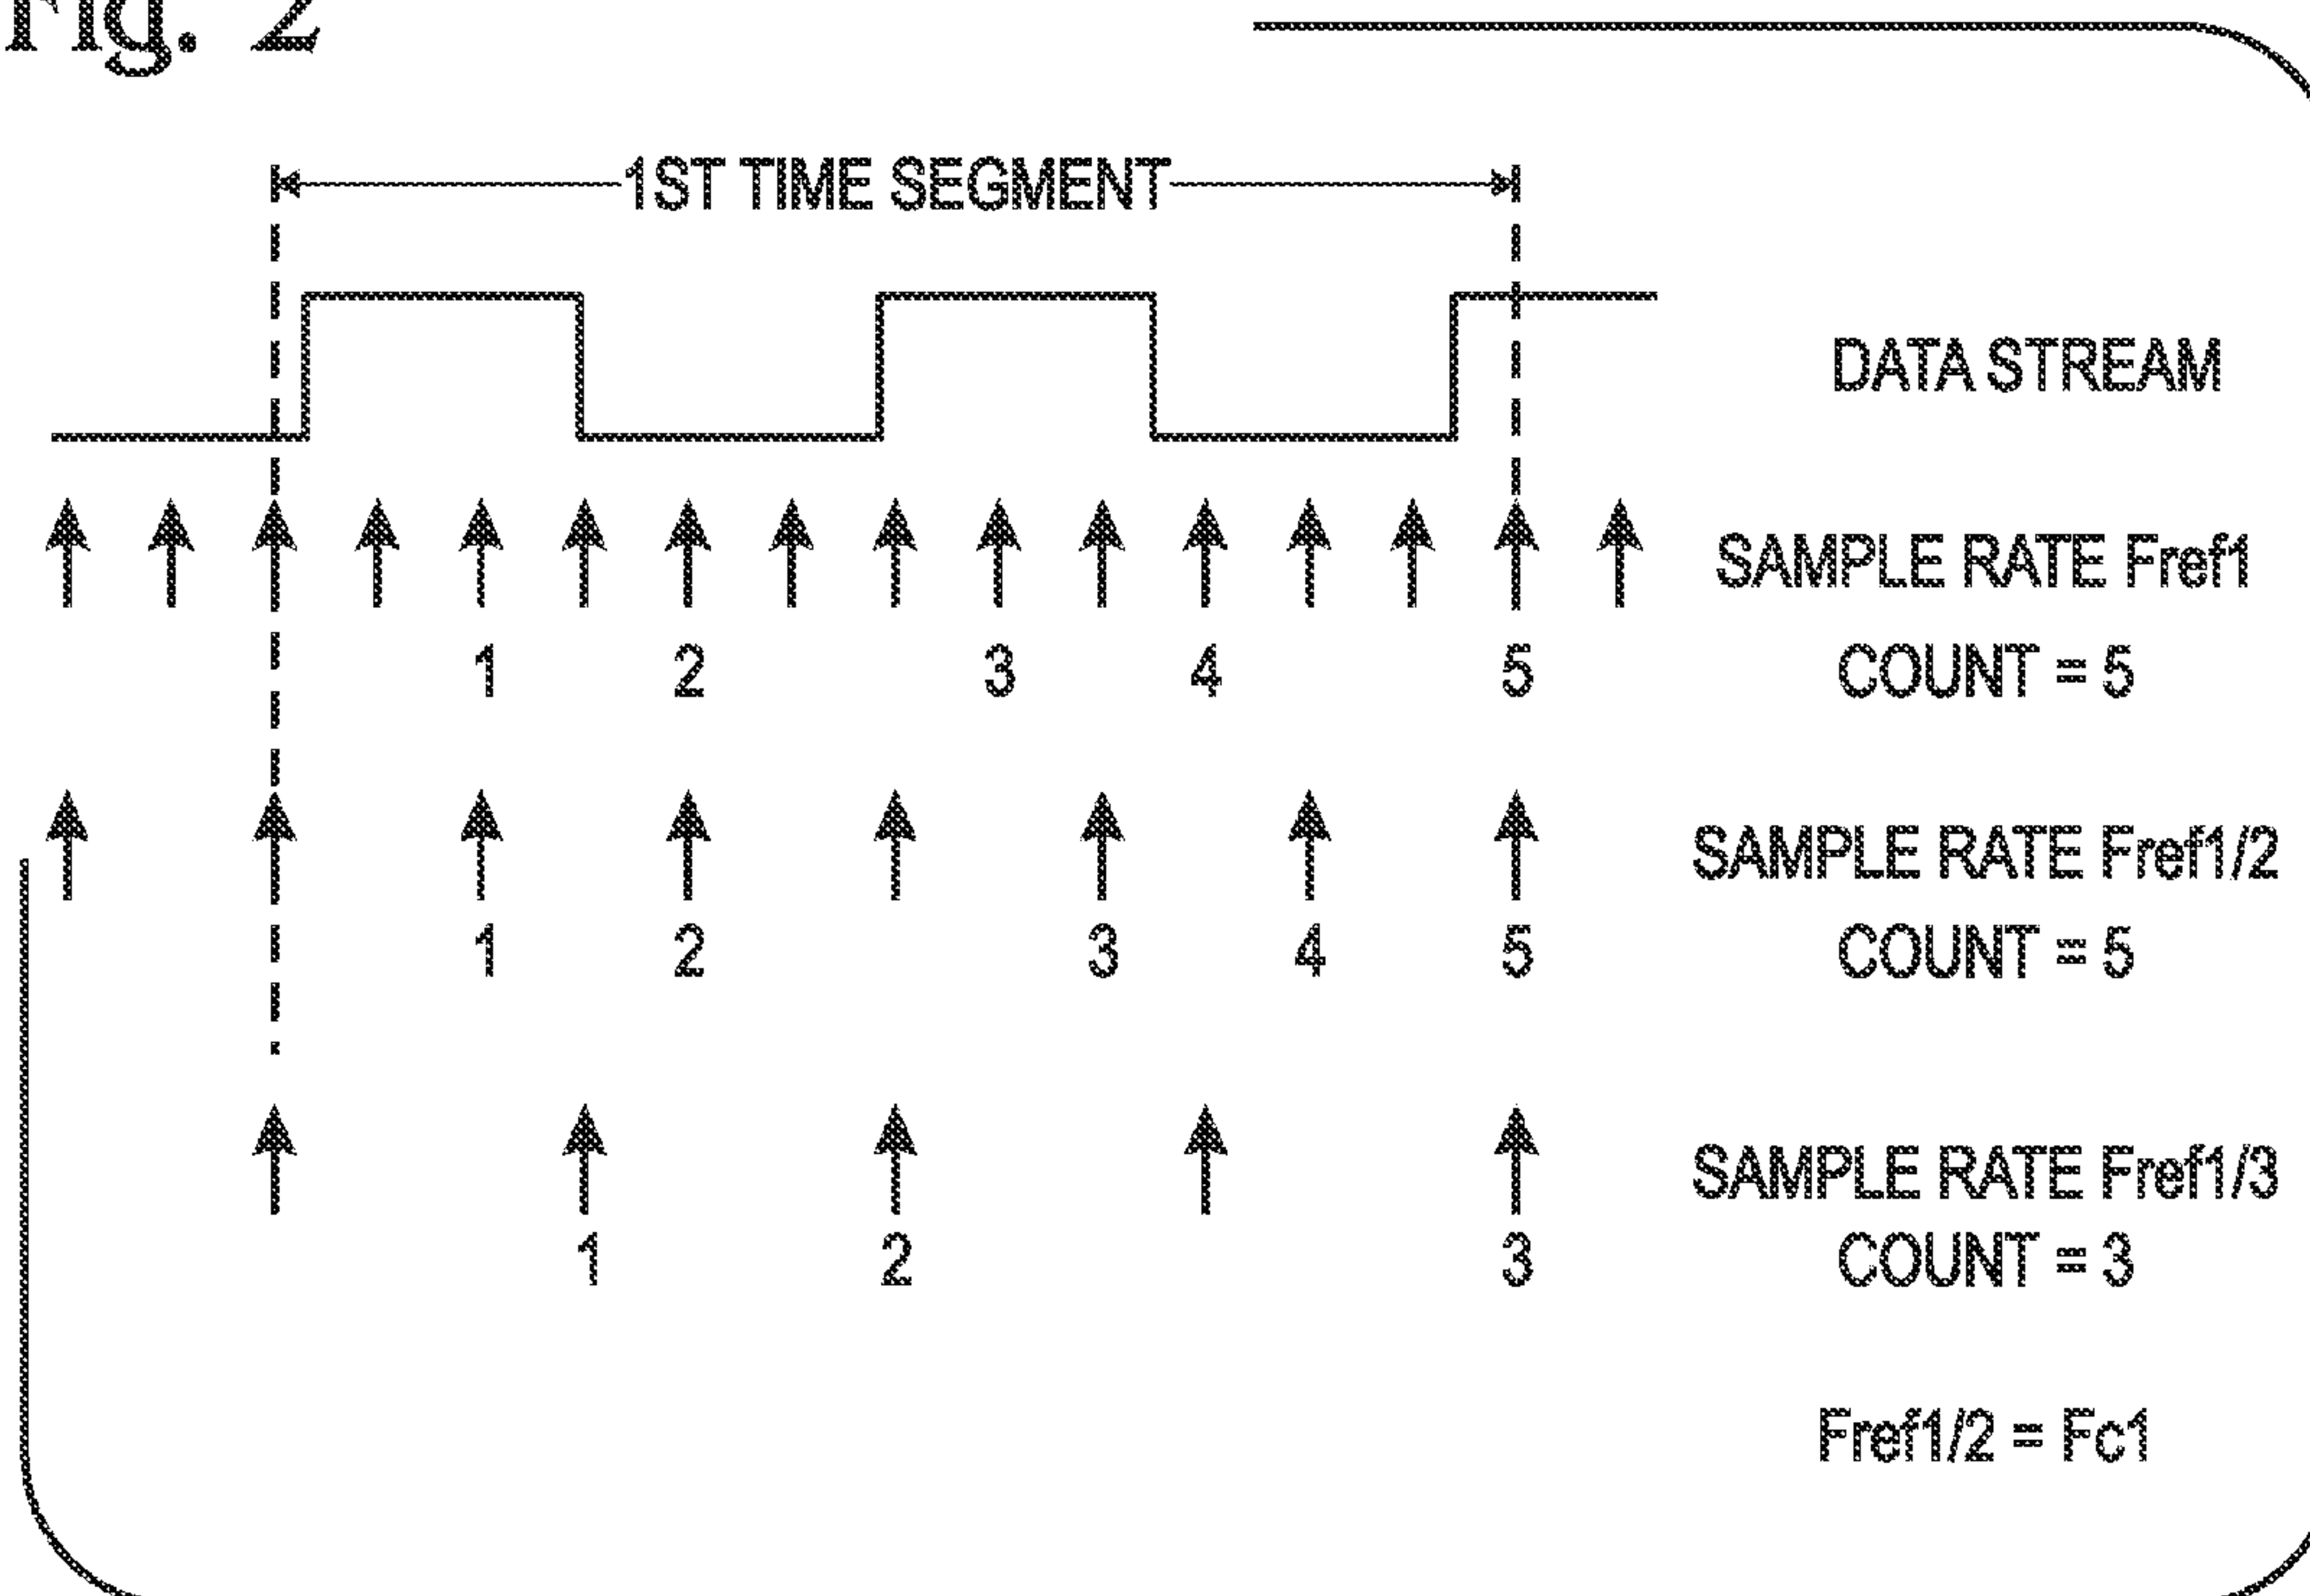 Fig. 2
1ST TIME SEGMENT
DATA STREAM
SAMPLE RATE Fref1
1 2 3 4 5 COUNT = 5
SAMPLE RATE Fref1/2
1 2 3 4 5 COUNT = 5
SAMPLE RATE Fref1/3
1 2 3 COUNT = 3
Fref1/2 = Fc1